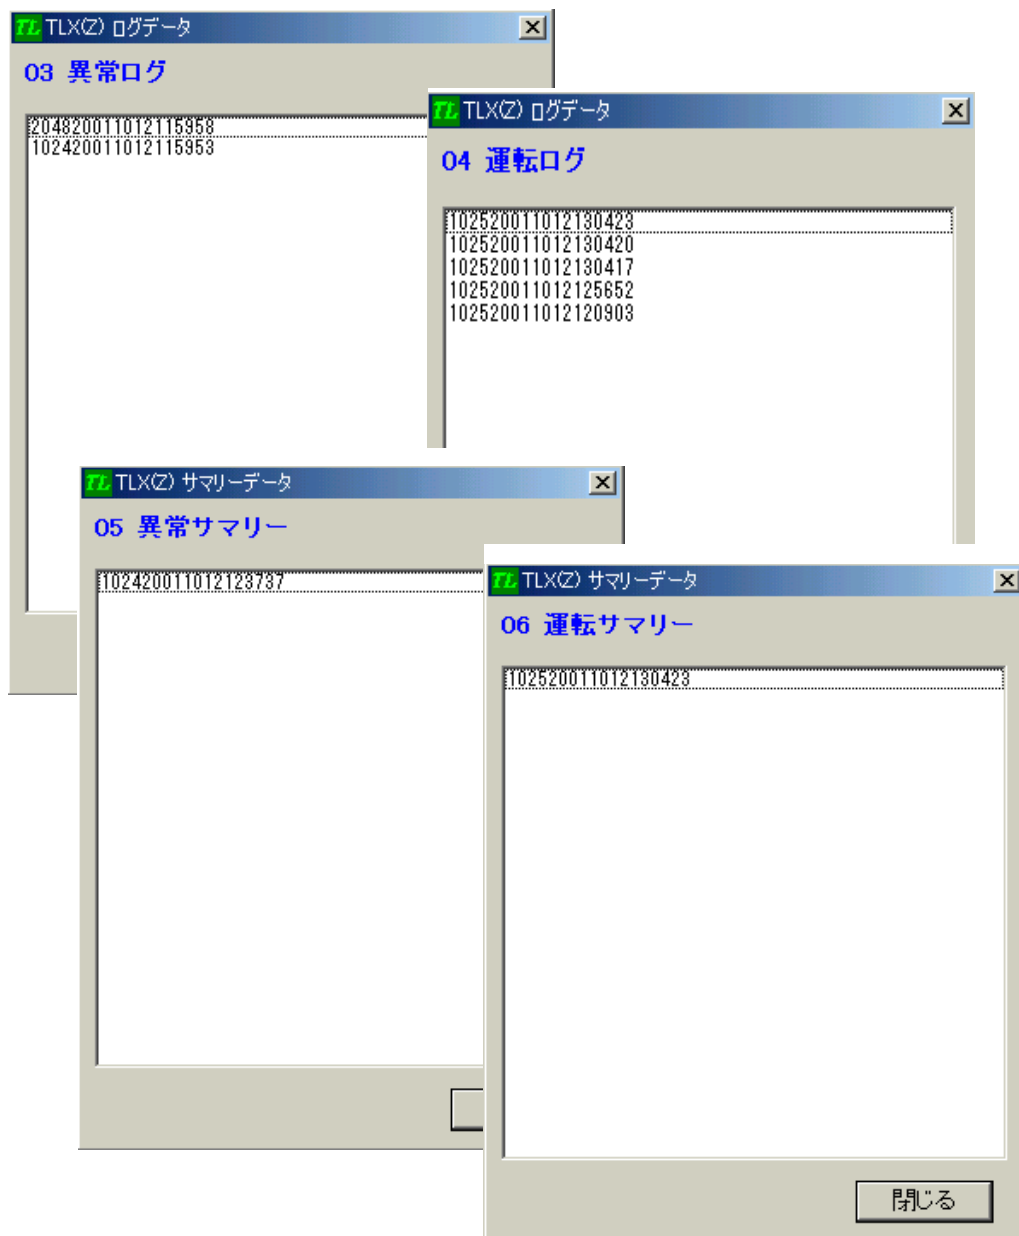 TL TLX(Z) ログデータ
03 異常ログ
204820011012115958
102420011012115953
TL TLX(Z) ログデータ
04 運転ログ
102520011012130423
102520011012130420
102520011012130417
102520011012125652
102520011012120903
TL TLX(Z) サマリーデータ
05 異常サマリー
102420011012123737
TL TLX(Z) サマリーデータ
06 運転サマリー
102520011012130423
閉じる